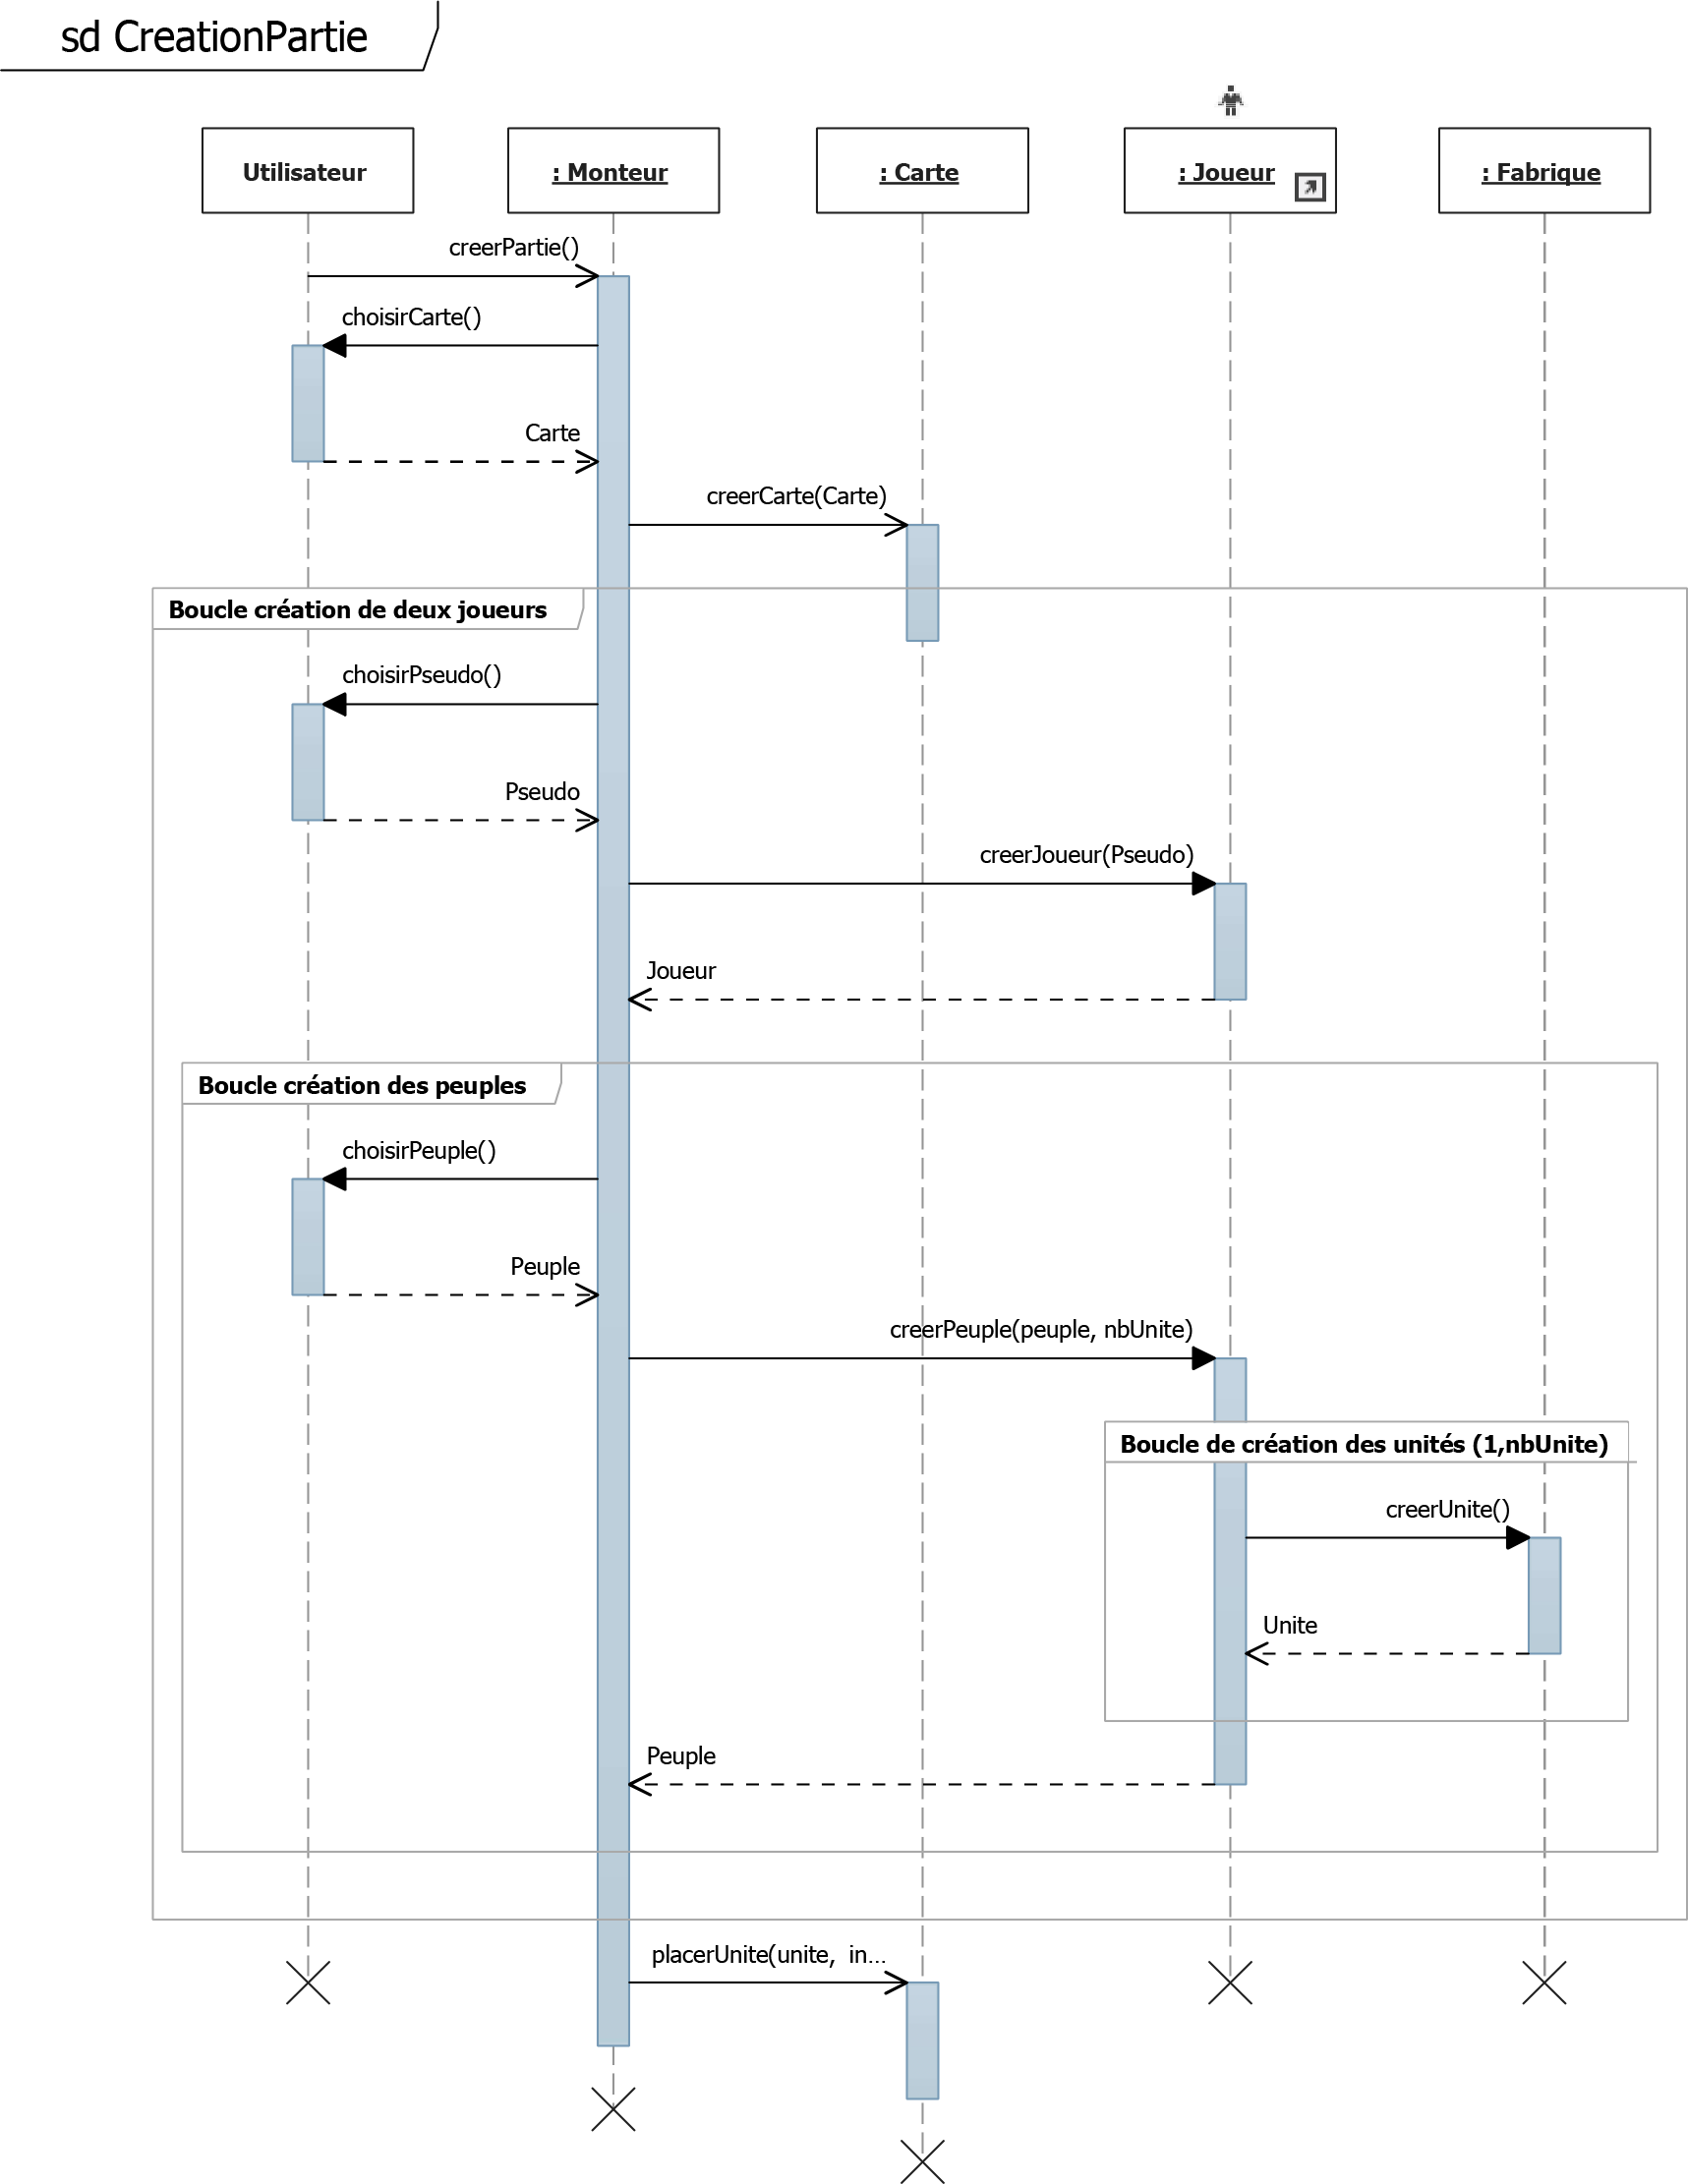 sd CreationPartie
Utilisateur
: Monteur
: Carte
: Joueur
: Fabrique
creerPartie()
choisirCarte()
Carte
creerCarte(Carte)
Boucle création de deux joueurs
choisirPseudo()
Pseudo
creerJoueur(Pseudo)
Joueur
Boucle création des peuples
choisirPeuple()
Peuple
creerPeuple(peuple, nbUnite)
Boucle de création des unités (1,nbUnite)
creerUnite()
Unite
Peuple
placerUnite(unite, in...